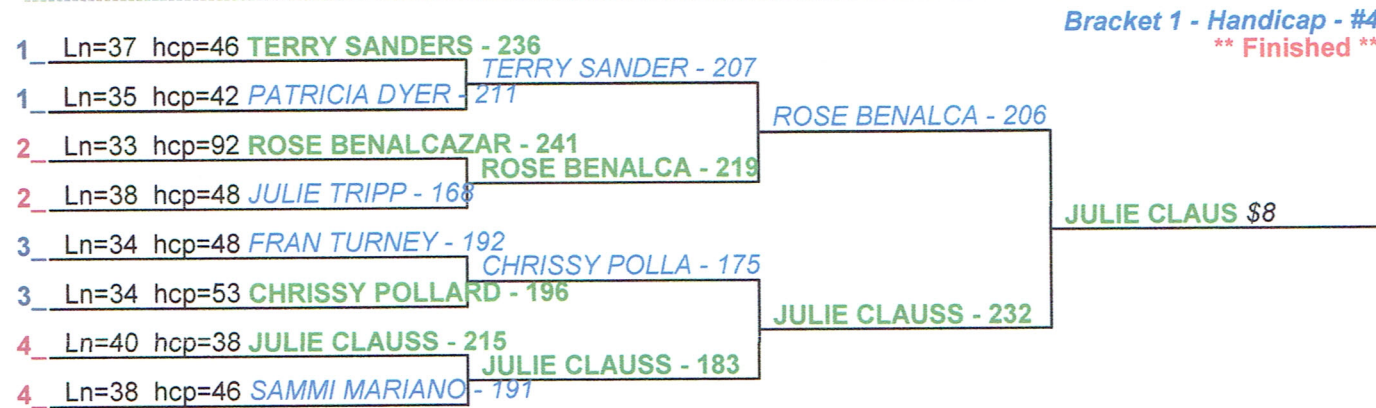 Bracket 1 - Handicap - #4
** Finished **
1_ Ln=37 hcp=46 TERRY SANDERS - 236
TERRY SANDER - 207
1_ Ln=35 hcp=42 PATRICIA DYER - 211
ROSE BENALCA - 206
2_ Ln=33 hcp=92 ROSE BENALCAZAR - 241
ROSE BENALCA - 219
2_ Ln=38 hcp=48 JULIE TRIPP - 168
JULIE CLAUS $8
3_ Ln=34 hcp=48 FRAN TURNEY - 192
CHRISSY POLLA - 175
3_ Ln=34 hcp=53 CHRISSY POLLARD - 196
JULIE CLAUSS - 232
4_ Ln=40 hcp=38 JULIE CLAUSS - 215
JULIE CLAUSS - 183
4_ Ln=38 hcp=46 SAMMI MARIANO - 191